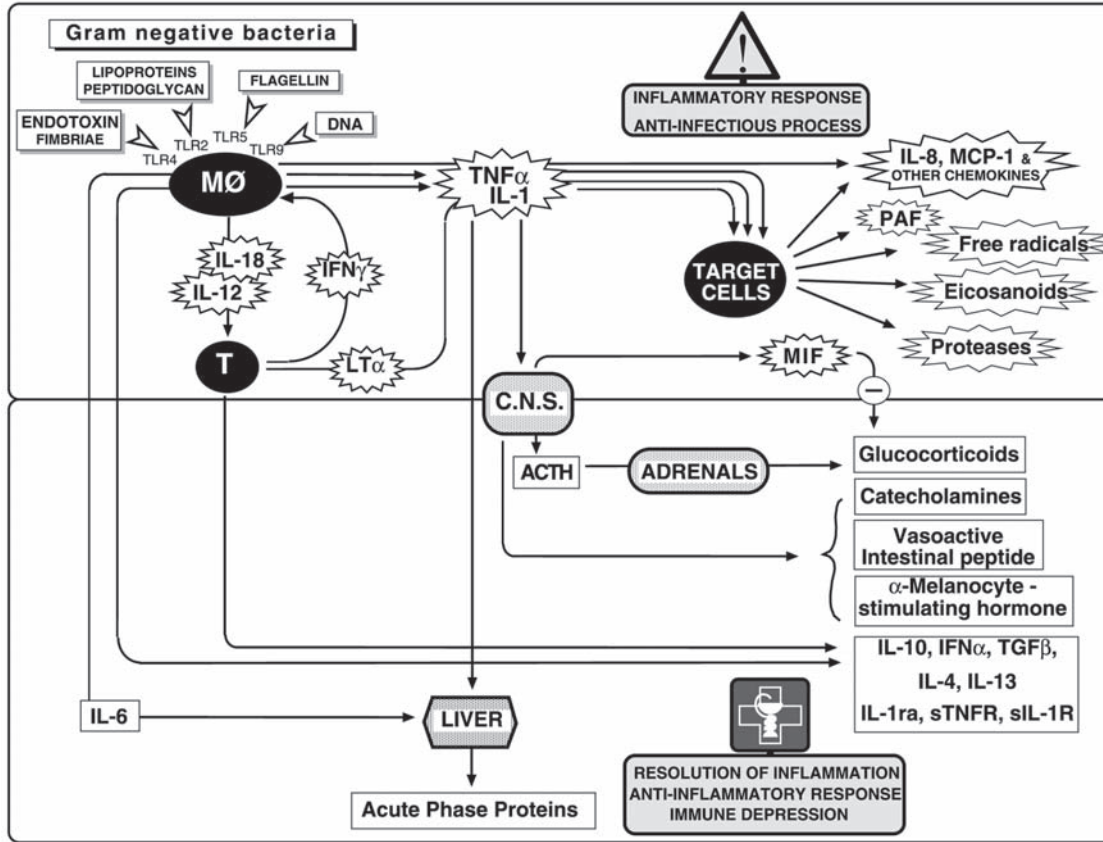 Gram negative bacteria
LIPOPROTEINS
PEPTIDOGLYCAN
FLAGELLIN
ENDOTOXIN
FIMBRIAE
DNA
TLR4
TLR2
TLR5
TLR9
MØ
IL-18
IL-12
IFNγ
T
LTα
TNFα
IL-1
INFLAMMATORY RESPONSE
ANTI-INFECTIOUS PROCESS
!
TARGET
CELLS
IL-8, MCP-1 &
OTHER CHEMOKINES
PAF
Free radicals
Eicosanoids
Proteases
MIF
−
C.N.S.
ACTH
ADRENALS
Glucocorticoids
Catecholamines
Vasoactive
Intestinal peptide
α-Melanocyte -
stimulating hormone
IL-10, IFNα, TGFβ,
IL-4, IL-13
IL-1ra, sTNFR, sIL-1R
IL-6
LIVER
Acute Phase Proteins
RESOLUTION OF INFLAMMATION
ANTI-INFLAMMATORY RESPONSE
IMMUNE DEPRESSION